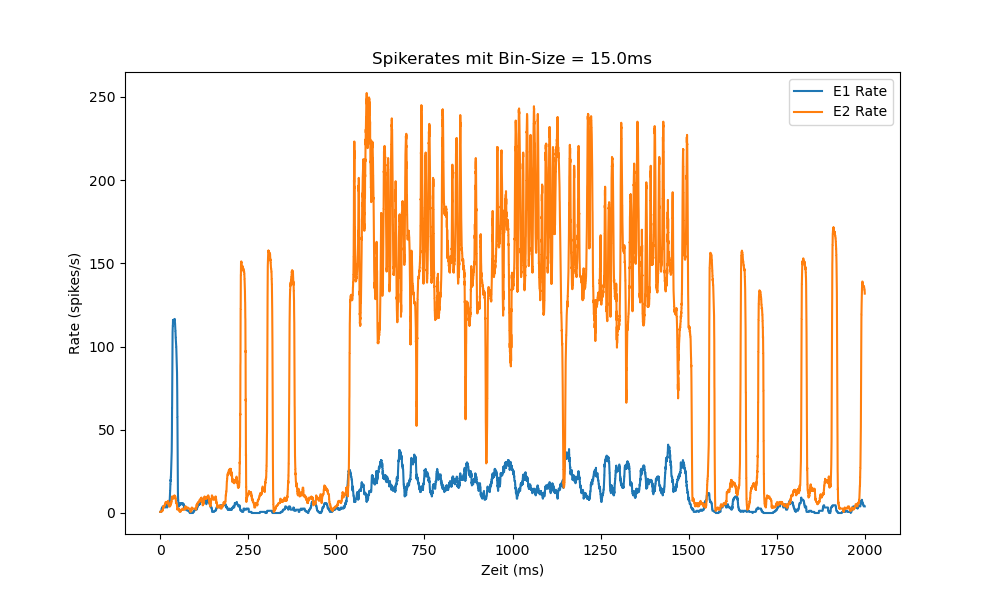 Spikerates mit Bin-Size = 15.0ms
E1 Rate
E2 Rate
Rate (spikes/s)
250
200
150
100
50
0
0 250 500 750 1000 1250 1500 1750 2000
Zeit (ms)